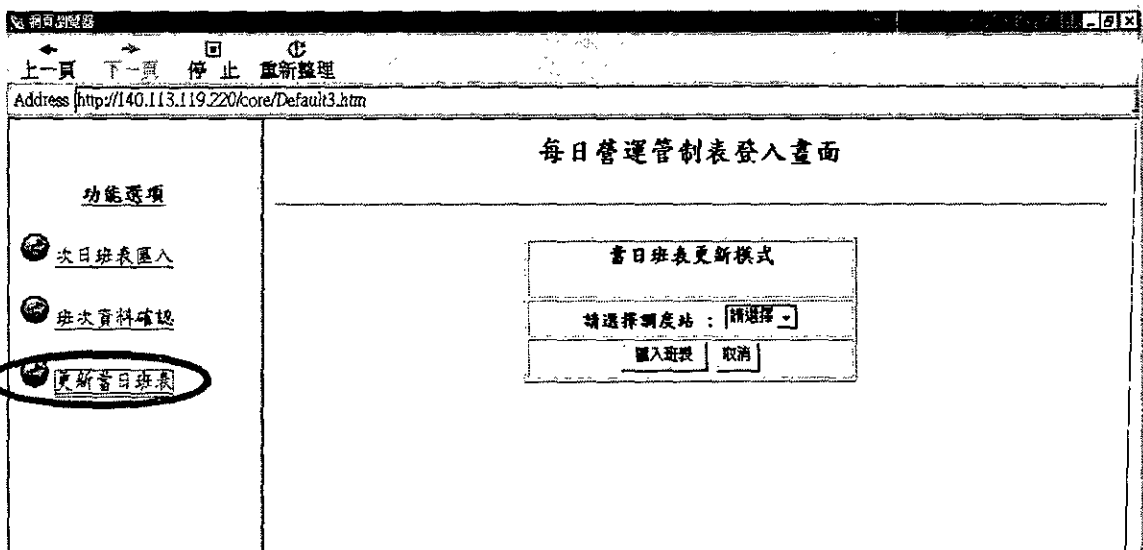 網頁瀏覽器
上一頁 下一頁 停止 重新整理
Address http://140.113.119.220/core/Default3.htm
功能選項
次日班表匯入
班次資料確認
更新當日班表
每日營運管制表登入畫面
當日班表更新模式
請選擇調度站 : 請選擇
匯入班表 取消